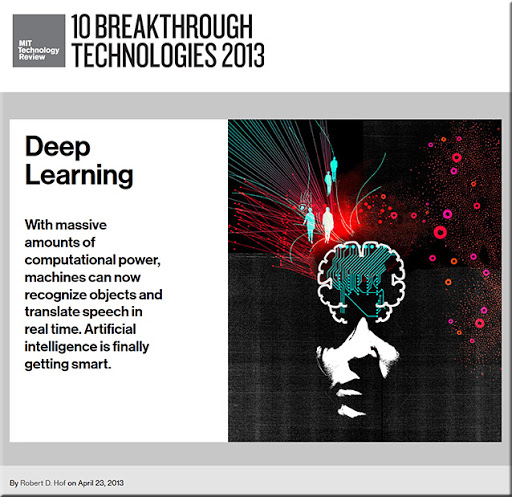 MIT
Technology
Review
10 BREAKTHROUGH
TECHNOLOGIES 2013
Deep
Learning
With massive
amounts of
computational power,
machines can now
recognize objects and
translate speech in
real time. Artificial
intelligence is finally
getting smart.
By Robert D. Hof on April 23, 2013